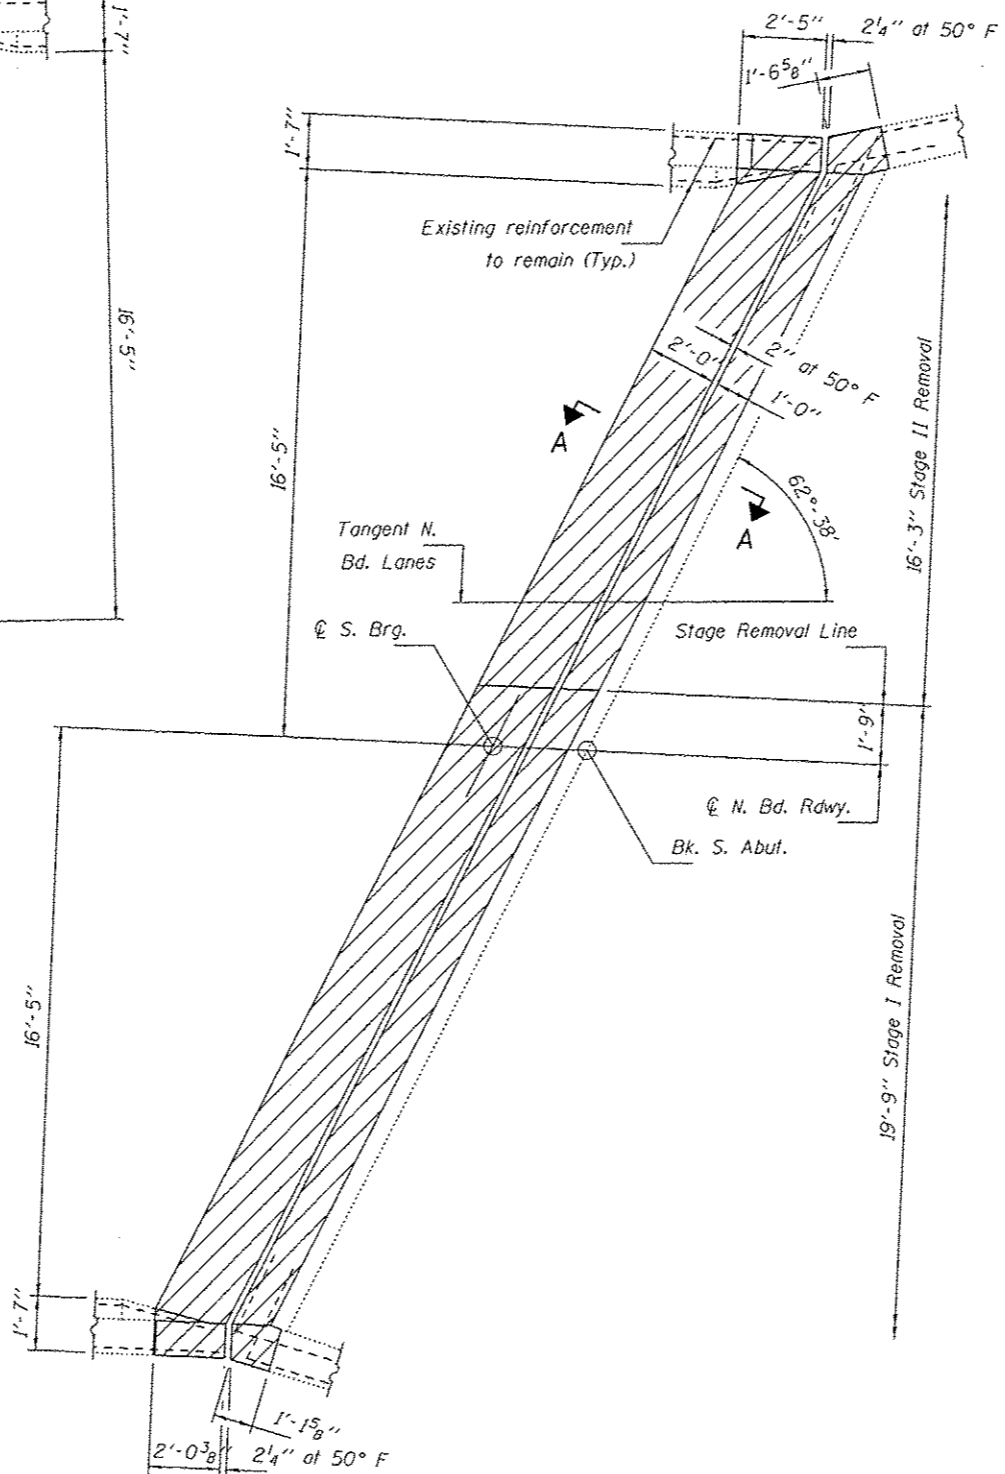 1'-7"
16'-5"
2'-5"
2¼" at 50° F
1'-6⅝"
1'-7"
Existing reinforcement
to remain (Typ.)
2'-0"
2" at 50° F
1'-0"
A
A
62°-38'
16'-5"
16'-3" Stage II Removal
Tangent N.
Bd. Lanes
℄ S. Brg.
Stage Removal Line
1'-9"
℄ N. Bd. Rdwy.
Bk. S. Abut.
16'-5"
19'-9" Stage I Removal
1'-7"
1'-1⅝"
2'-0⅜"
2¼" at 50° F